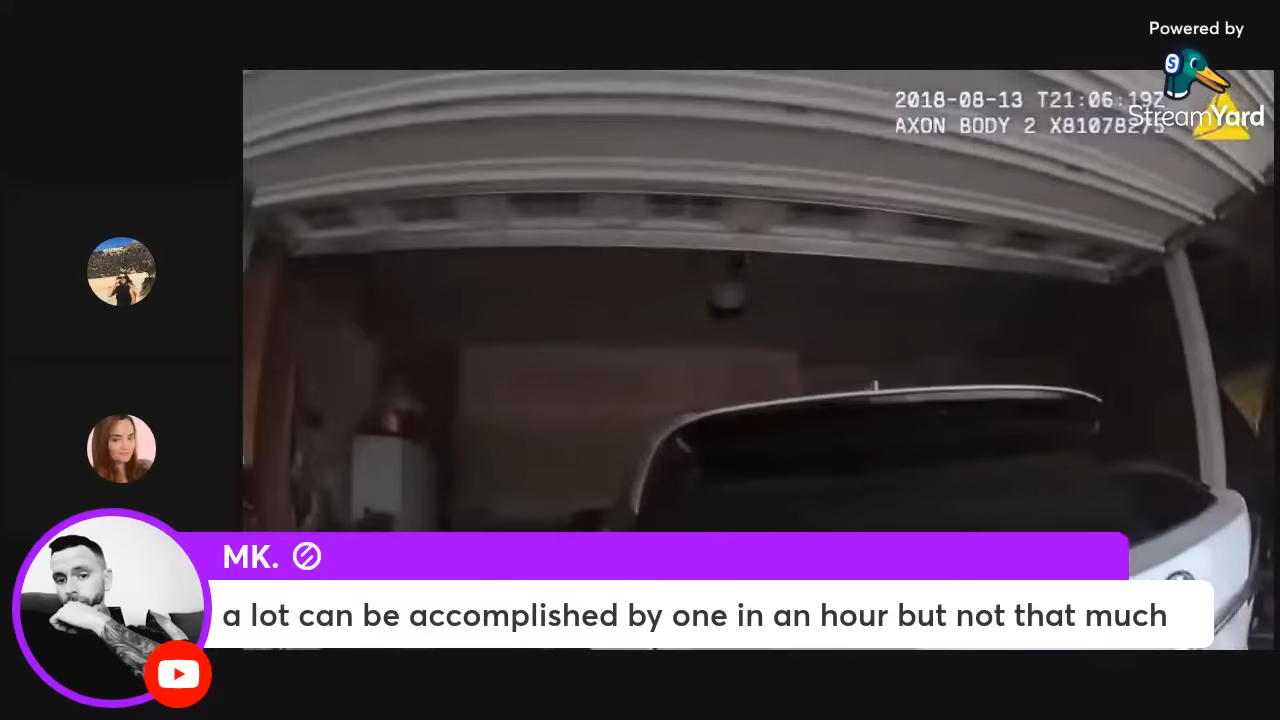 Powered by
StreamYard
2018-08-13 T21:06:19Z
AXON BODY 2 X81078275
MK.
a lot can be accomplished by one in an hour but not that much